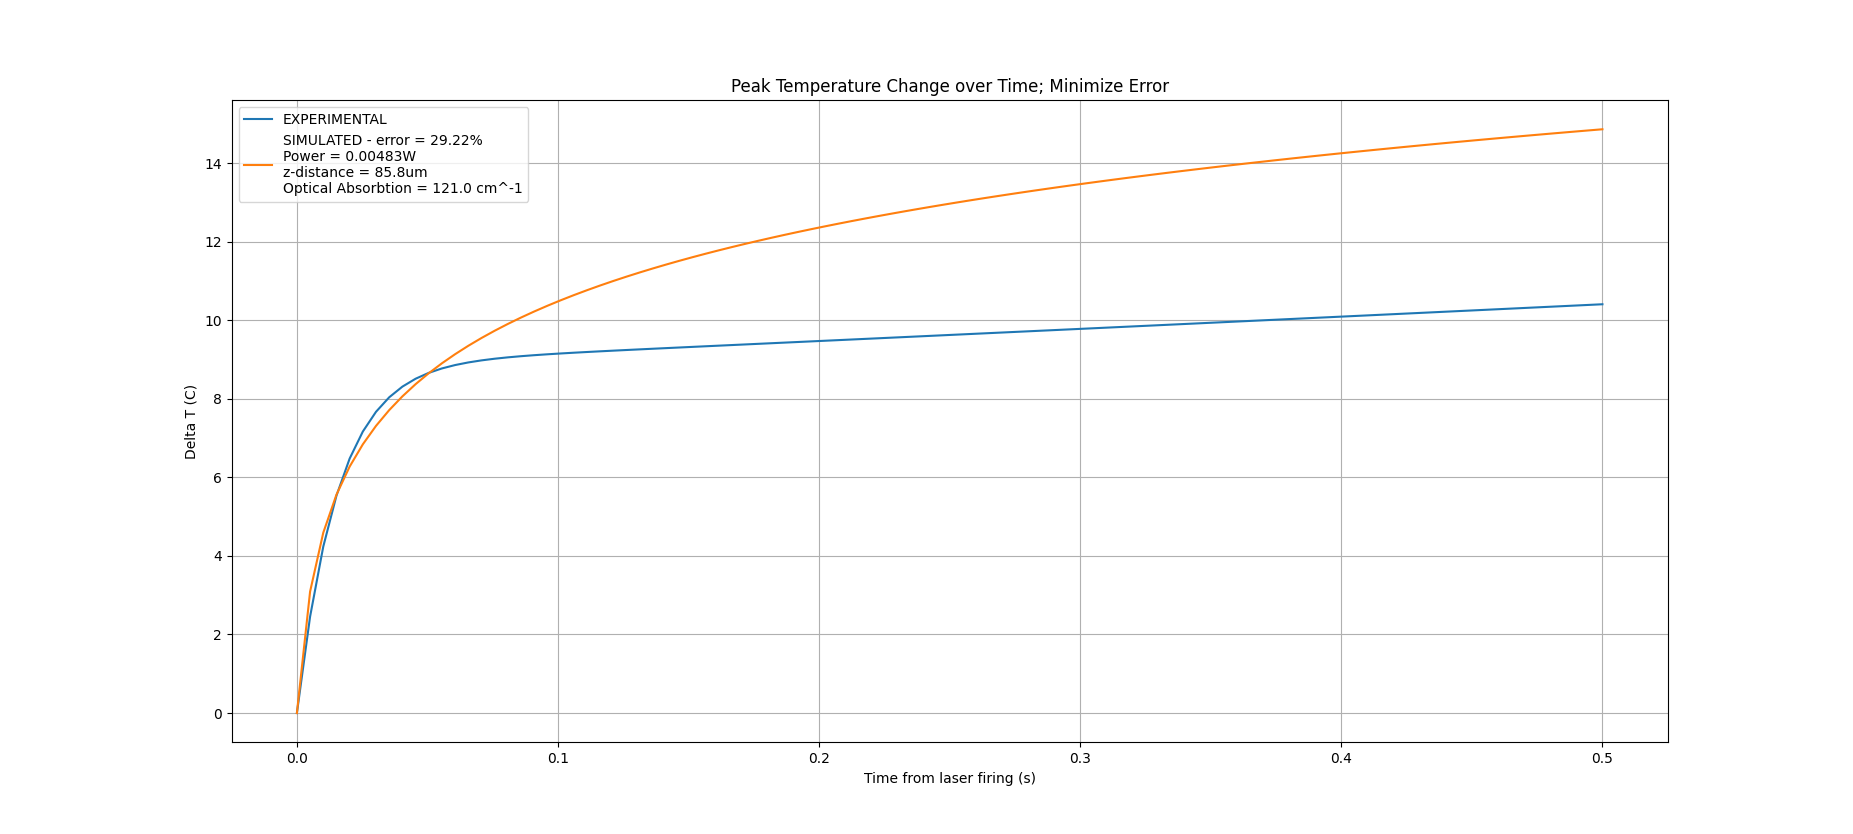 Peak Temperature Change over Time; Minimize Error
EXPERIMENTAL
SIMULATED - error = 29.22%
Power = 0.00483W
z-distance = 85.8um
Optical Absorbtion = 121.0 cm^-1
Delta T (C)
14
12
10
8
6
4
2
0
0.0
0.1
0.2
0.3
0.4
0.5
Time from laser firing (s)